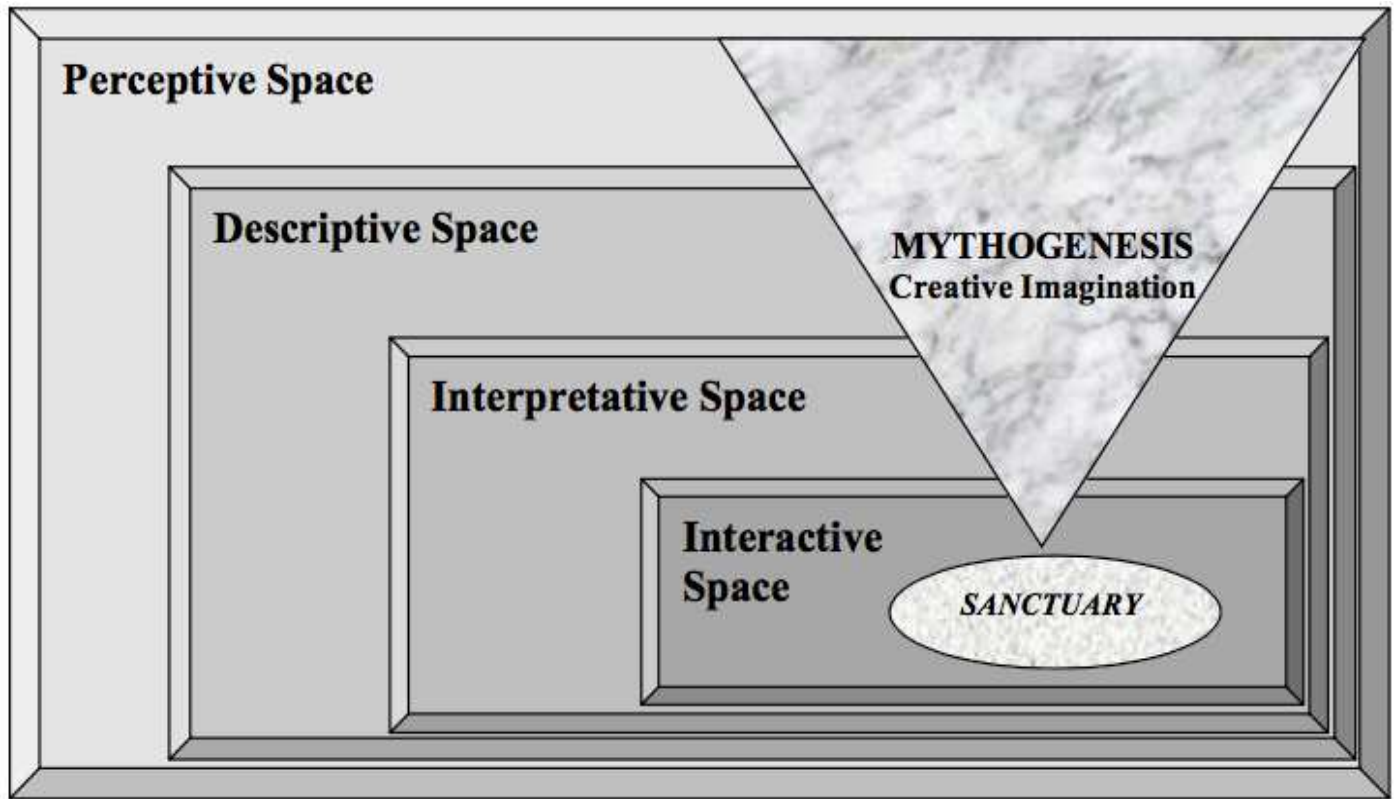 Perceptive Space
Descriptive Space
MYTHOGENESIS
Creative Imagination
Interpretative Space
Interactive
Space
SANCTUARY